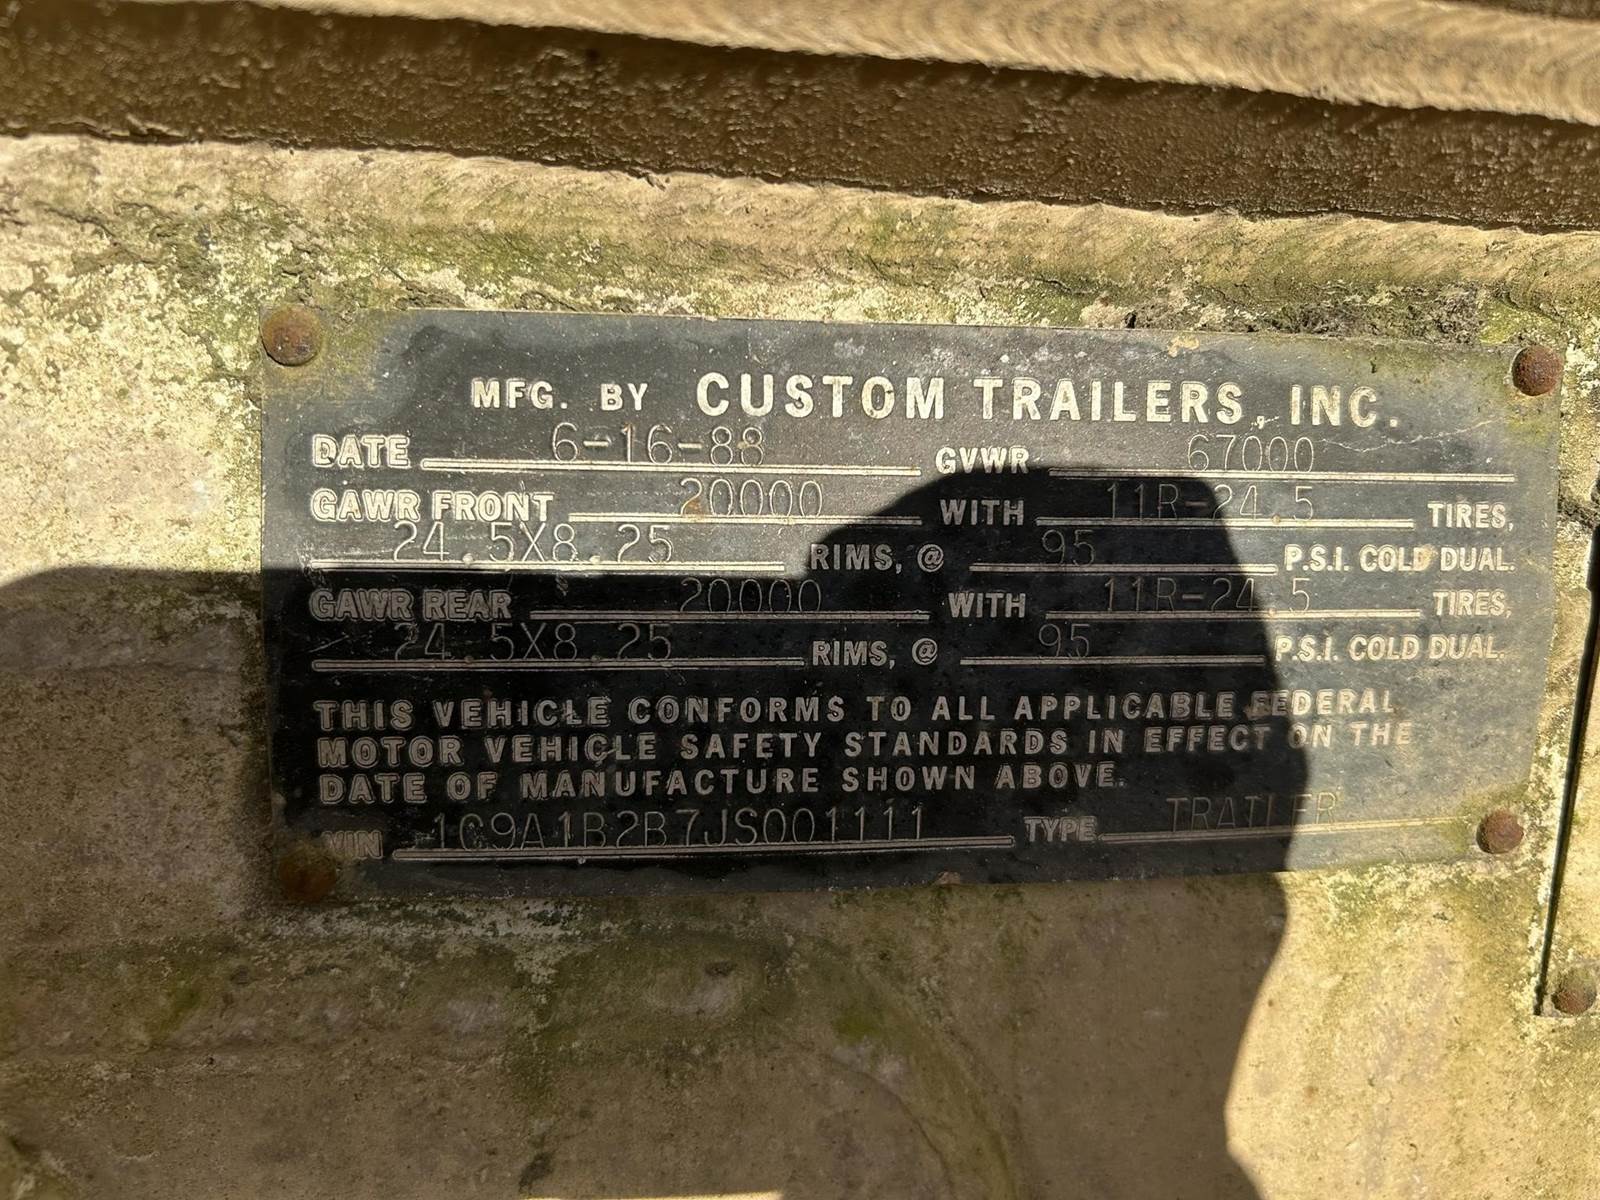 MFG. BY CUSTOM TRAILERS, INC.
DATE 6-16-88 GVWR 67000
GAWR FRONT 20000 WITH 11R-24.5 TIRES,
24.5X8.25 RIMS, @ 95 P.S.I. COLD DUAL.
GAWR REAR 20000 WITH 11R-24.5 TIRES,
24.5X8.25 RIMS, @ 95 P.S.I. COLD DUAL.
THIS VEHICLE CONFORMS TO ALL APPLICABLE FEDERAL
MOTOR VEHICLE SAFETY STANDARDS IN EFFECT ON THE
DATE OF MANUFACTURE SHOWN ABOVE.
VIN 1C9A1B2B7JS001111 TYPE TRAILER